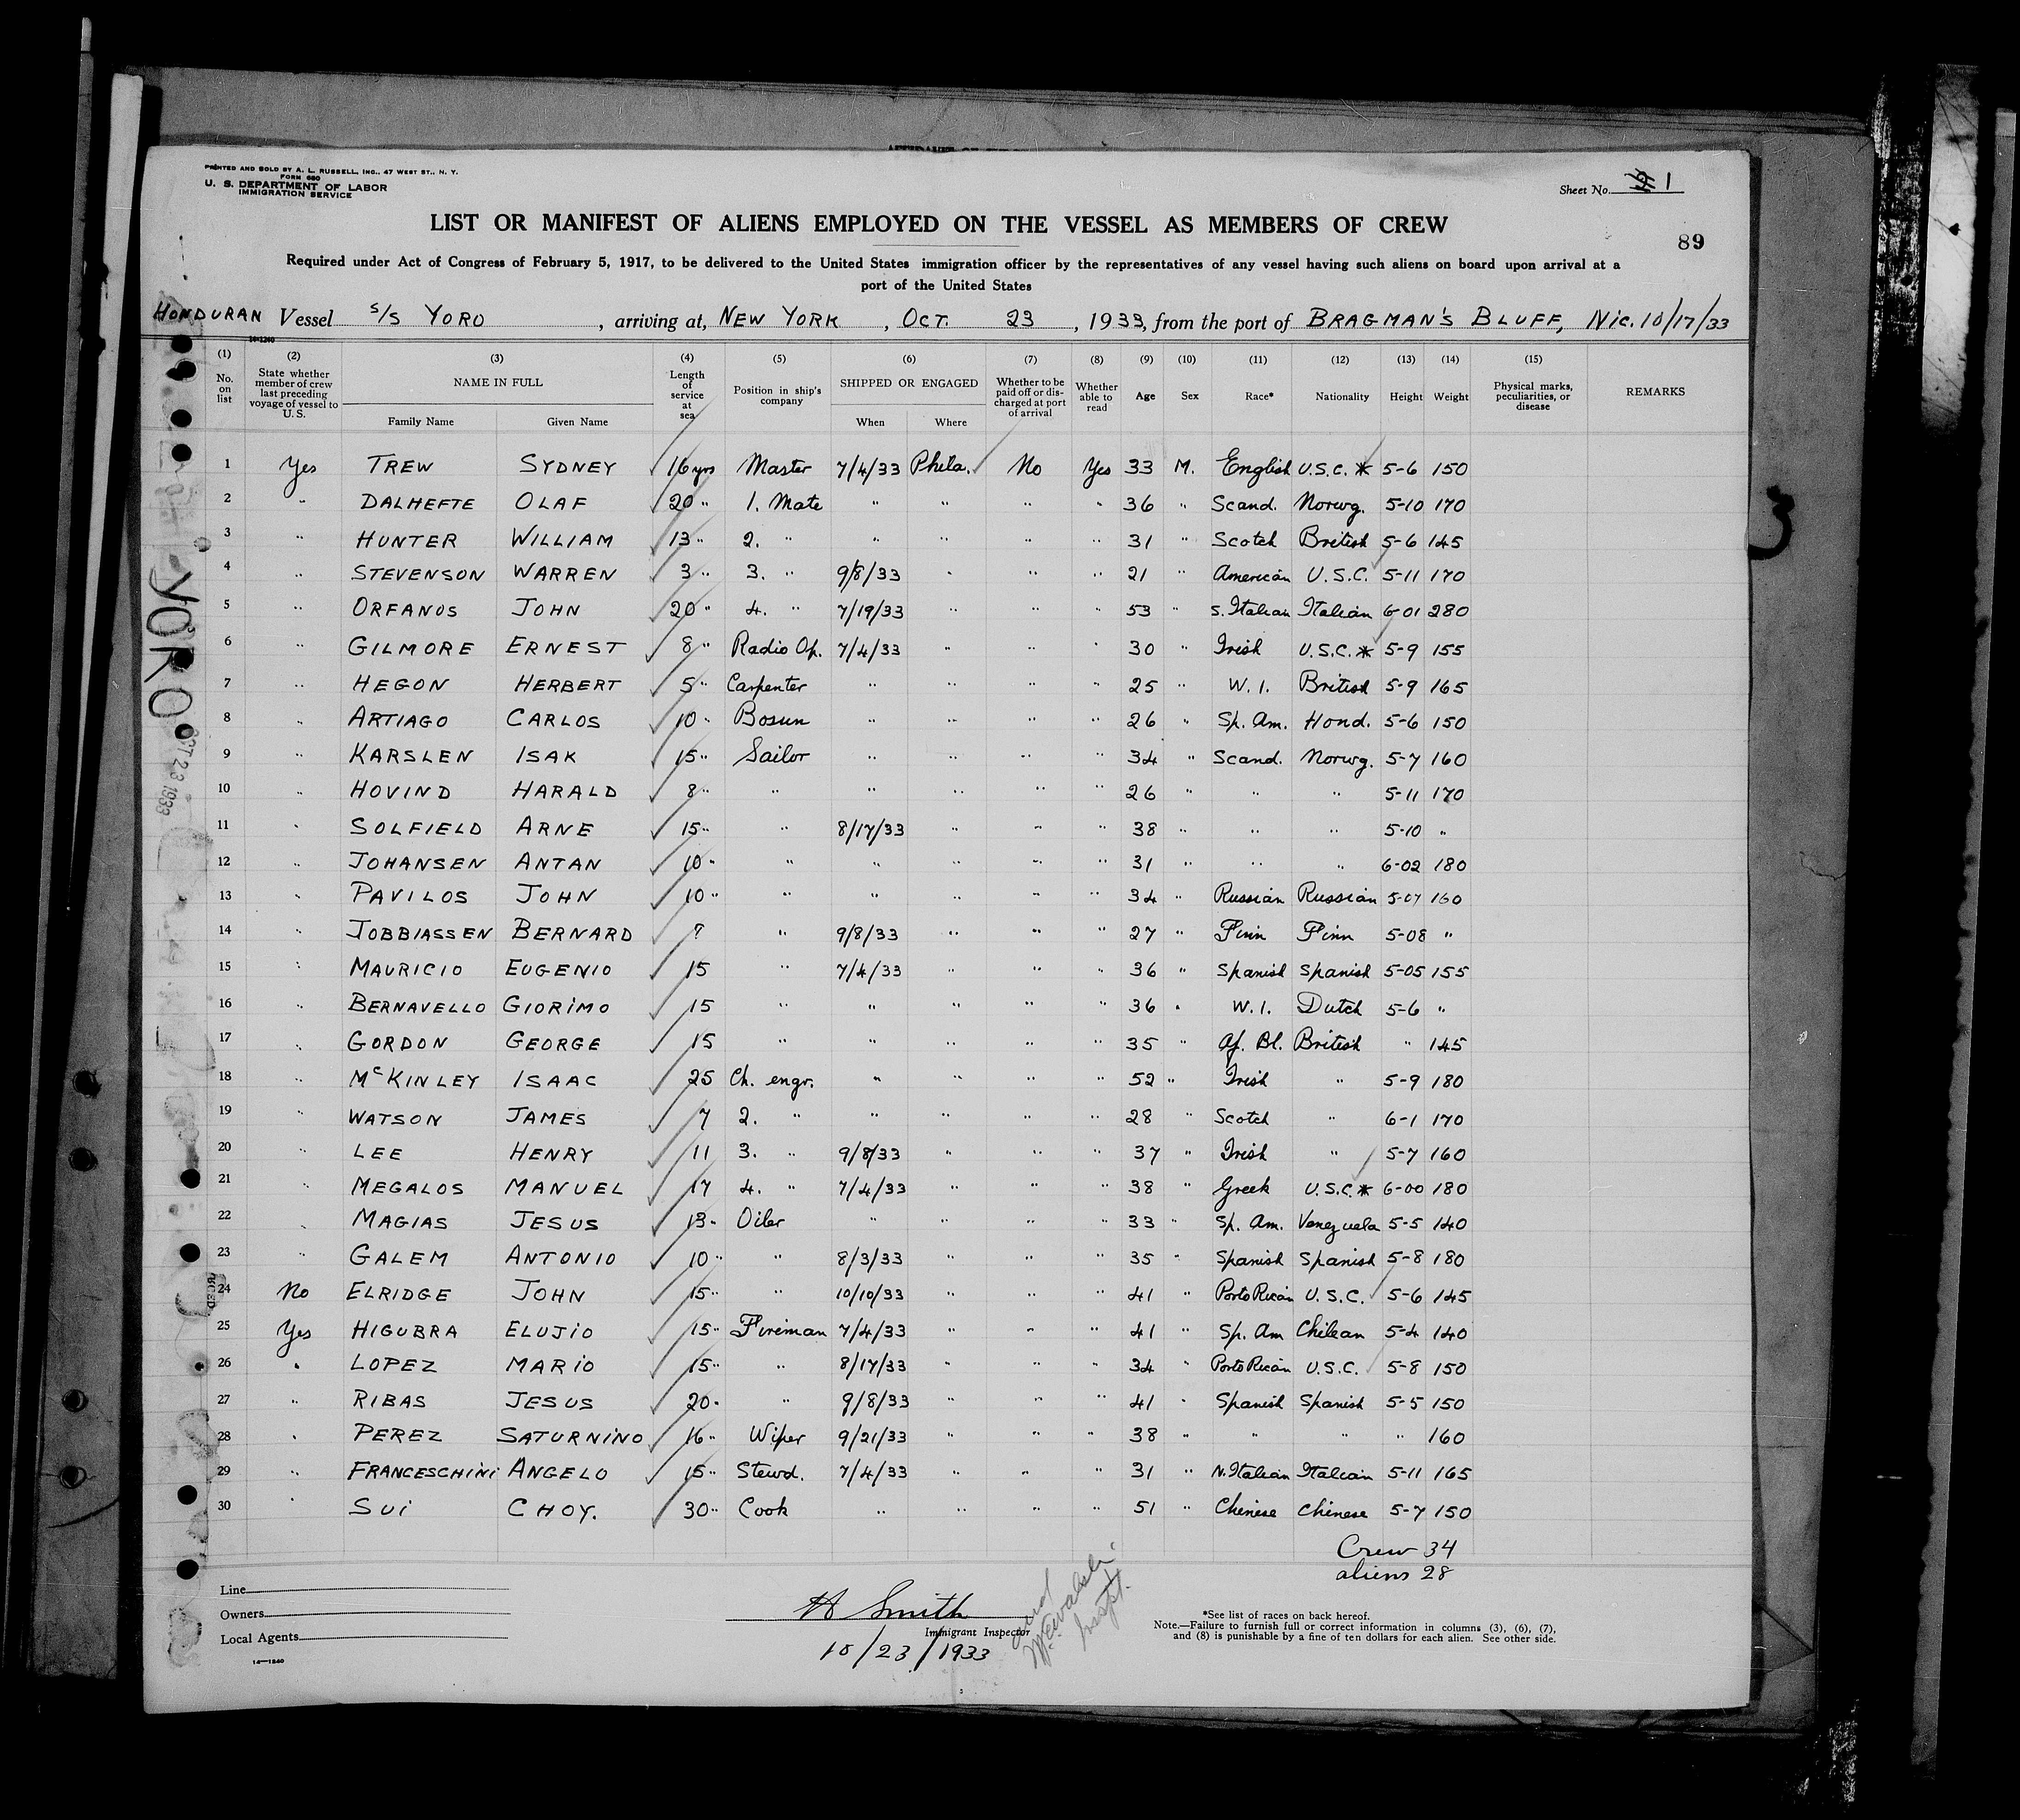 PRINTED AND SOLD BY A. L. RUSSELL, INC., 47 WEST ST., N. Y.
FORM 680
U. S. DEPARTMENT OF LABOR
IMMIGRATION SERVICE
Sheet No. 1
LIST OR MANIFEST OF ALIENS EMPLOYED ON THE VESSEL AS MEMBERS OF CREW
89
Required under Act of Congress of February 5, 1917, to be delivered to the United States immigration officer by the representatives of any vessel having such aliens on board upon arrival at a
port of the United States
HONDURAN Vessel S/S YORO, arriving at, NEW YORK, OCT. 23, 1933, from the port of BRAGMAN'S BLUFF, Nic. 10/17/33
14-1240
(1) (2) (3) (4) (5) (6) (7) (8) (9) (10) (11) (12) (13) (14) (15)
No. on list State whether member of crew last preceding voyage of vessel to U. S. NAME IN FULL Length of service at sea Position in ship's company SHIPPED OR ENGAGED Whether to be paid off or discharged at port of arrival Whether able to read Age Sex Race* Nationality Height Weight Physical marks, peculiarities, or disease REMARKS
Family Name Given Name When Where
1 Yes TREW SYDNEY 16 yrs Master 7/4/33 Phila. No Yes 33 M. English U.S.C. * 5-6 150
2 " DALHEFTE OLAF 20 " 1. Mate " " " " 36 " Scand. Norwg. 5-10 170
3 " HUNTER WILLIAM 13 " 2. " " " " " 31 " Scotch British 5-6 145
4 " STEVENSON WARREN 3 " 3. " 9/8/33 " " " 21 " American U.S.C. 5-11 170
5 " ORFANOS JOHN 20 " 4. " 7/19/33 " " " 53 " S. Italian Italian 6-01 280
6 " GILMORE ERNEST 8 " Radio Op. 7/4/33 " " " 30 " Irish U.S.C. * 5-9 155
7 " HEGON HERBERT 5 " Carpenter " " " " 25 " W. I. British 5-9 165
8 " ARTIAGO CARLOS 10 " Bosun " " " " 26 " Sp. Am. Hond. 5-6 150
9 " KARSLEN ISAK 15 " Sailor " " " " 34 " Scand. Norwg. 5-7 160
10 " HOVIND HARALD 8 " " " " " " 26 " " " 5-11 170
11 " SOLFIELD ARNE 15 " " 8/17/33 " " " 38 " " " 5-10 "
12 " JOHANSEN ANTAN 10 " " " " " " 31 " " " 6-02 180
13 " PAVILOS JOHN 10 " " " " " " 34 " Russian Russian 5-07 160
14 " JOBBIASSEN BERNARD " 9/8/33 " " " 27 " Finn Finn 5-08 "
15 " MAURICIO EUGENIO 15 " 7/4/33 " " " 36 " Spanish Spanish 5-05 155
16 " BERNAVELLO GIORIMO 15 " " " " " 36 " W. I. Dutch 5-6 "
17 " GORDON GEORGE 15 " " " " " 35 " Af. Bl. British " 145
18 " McKINLEY ISAAC 25 Ch. engr. " " " " 52 " Irish " 5-9 180
19 " WATSON JAMES 7 2. " " " " " 28 " Scotch " 6-1 170
20 " LEE HENRY 11 3. " 9/8/33 " " " 37 " Irish " 5-7 160
21 " MEGALOS MANUEL 17 4. " 7/4/33 " " " 38 " Greek U.S.C. * 6-00 180
22 " MAGIAS JESUS 13 " Oiler " " " " 33 " Sp. Am. Venezuela 5-5 140
23 " GALEM ANTONIO 10 " " 8/3/33 " " " 35 " Spanish Spanish 5-8 180
24 No ELRIDGE JOHN 15 " " 10/10/33 " " " 41 " Porto Rican U.S.C. 5-6 145
25 Yes HIGUBRA ELUJIO 15 " Fireman 7/4/33 " " " 41 " Sp. Am Chilean 5-4 140
26 " LOPEZ MARIO 15 " " 8/17/33 " " " 34 " Porto Rican U.S.C. 5-8 150
27 " RIBAS JESUS 20 " " 9/8/33 " " " 41 " Spanish Spanish 5-5 150
28 " PEREZ SATURNINO 16 " Wiper 9/21/33 " " " 38 " " " " 160
29 " FRANCESCHINI ANGELO 15 " Stewd. 7/4/33 " " " 31 " N. Italian Italian 5-11 165
30 " SUI CHOY. 30 " Cook " " " " 51 " Chinese Chinese 5-7 150
Crew 34
aliens 28
Line
Owners
Local Agents
14-1240
H Smith
Immigrant Inspector
10/23/1933
Inspt.
*See list of races on back hereof.
Note.—Failure to furnish full or correct information in columns (3), (6), (7),
and (8) is punishable by a fine of ten dollars for each alien. See other side.
YORO
OCT 23 1933
3